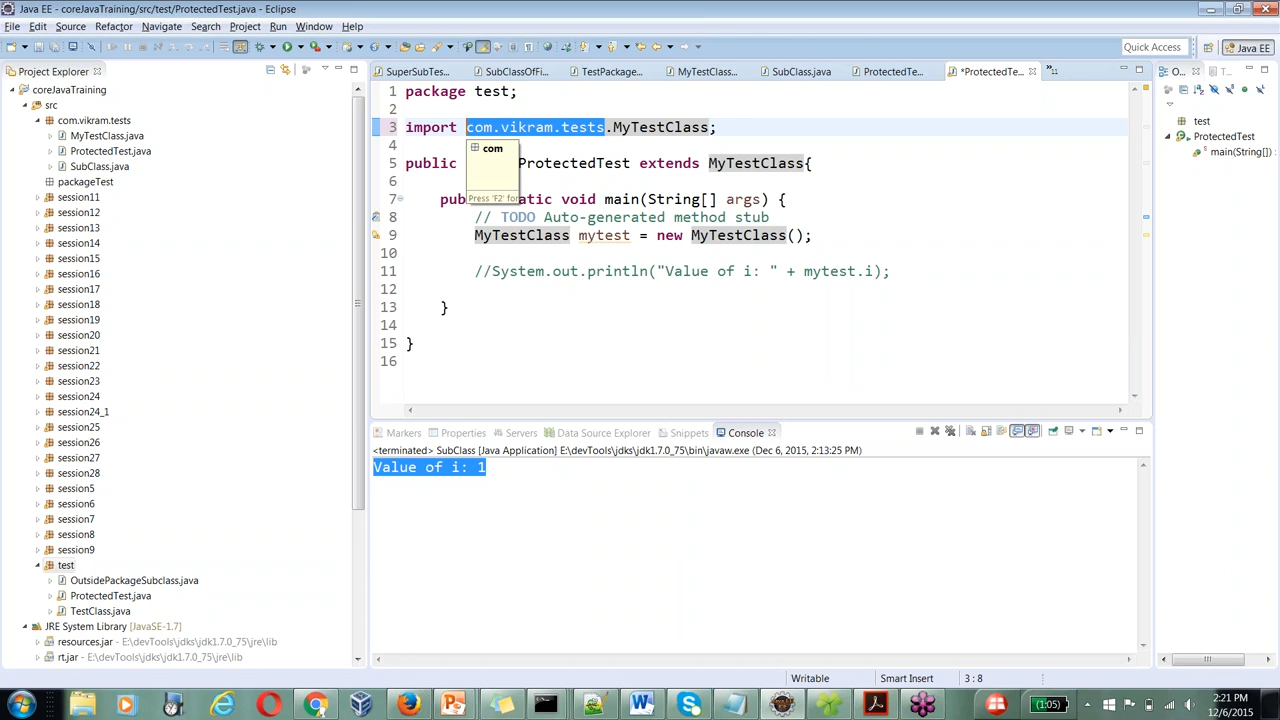 Java EE - coreJavaTraining/src/test/ProtectedTest.java - Eclipse
File Edit Source Refactor Navigate Search Project Run Window Help
Quick Access Java EE
Project Explorer
SuperSubTes... SubClassOfFi... TestPackage... MyTestClass... SubClass.java ProtectedTe... *ProtectedTe... »11
O... T...
coreJavaTraining
src
com.vikram.tests
MyTestClass.java
ProtectedTest.java
SubClass.java
packageTest
session11
session12
session13
session14
session15
session16
session17
session18
session19
session20
session21
session22
session23
session24
session24_1
session25
session26
session27
session28
session5
session6
session7
session8
session9
test
OutsidePackageSubclass.java
ProtectedTest.java
TestClass.java
JRE System Library [JavaSE-1.7]
resources.jar - E:\devTools\jdks\jdk1.7.0_75\jre\lib
rt.jar - E:\devTools\jdks\jdk1.7.0_75\jre\lib
1 package test;
2
3 import com.vikram.tests.MyTestClass;
4
com
5 public ProtectedTest extends MyTestClass{
6
Press 'F2' for
7 pub atic void main(String[] args) {
8 // TODO Auto-generated method stub
9 MyTestClass mytest = new MyTestClass();
10
11 //System.out.println("Value of i: " + mytest.i);
12
13 }
14
15 }
16
test
ProtectedTest
main(String[]) :
Markers Properties Servers Data Source Explorer Snippets Console
<terminated> SubClass [Java Application] E:\devTools\jdks\jdk1.7.0_75\bin\javaw.exe (Dec 6, 2015, 2:13:25 PM)
Value of i: 1
Writable Smart Insert 3 : 8
(1:05)
2:21 PM
12/6/2015